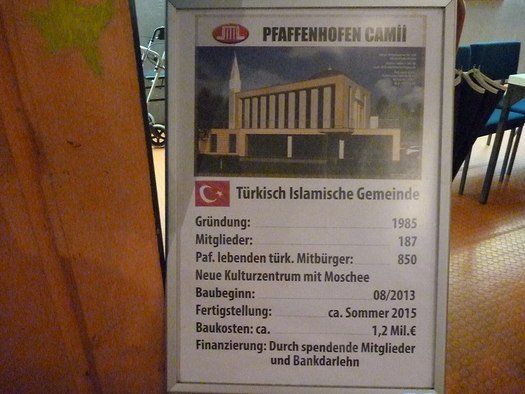 PFAFFENHOFEN CAMİİ
Türkisch Islamische Gemeinde
Gründung: 1985
Mitglieder: 187
Paf. lebenden türk. Mitbürger: 850
Neue Kulturzentrum mit Moschee
Baubeginn: 08/2013
Fertigstellung: ca. Sommer 2015
Baukosten: ca. 1,2 Mil.€
Finanzierung: Durch spendende Mitglieder
und Bankdarlehn